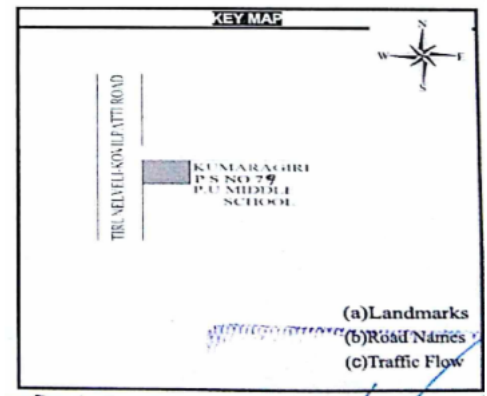 KEY MAP
N
W
E
S
TIRUNELVELI-KOVILPATTI ROAD
KUMARAGIRI
P S NO 79
P.U MIDDLE
SCHOOL
(a)Landmarks
(b)Road Names
(c)Traffic Flow